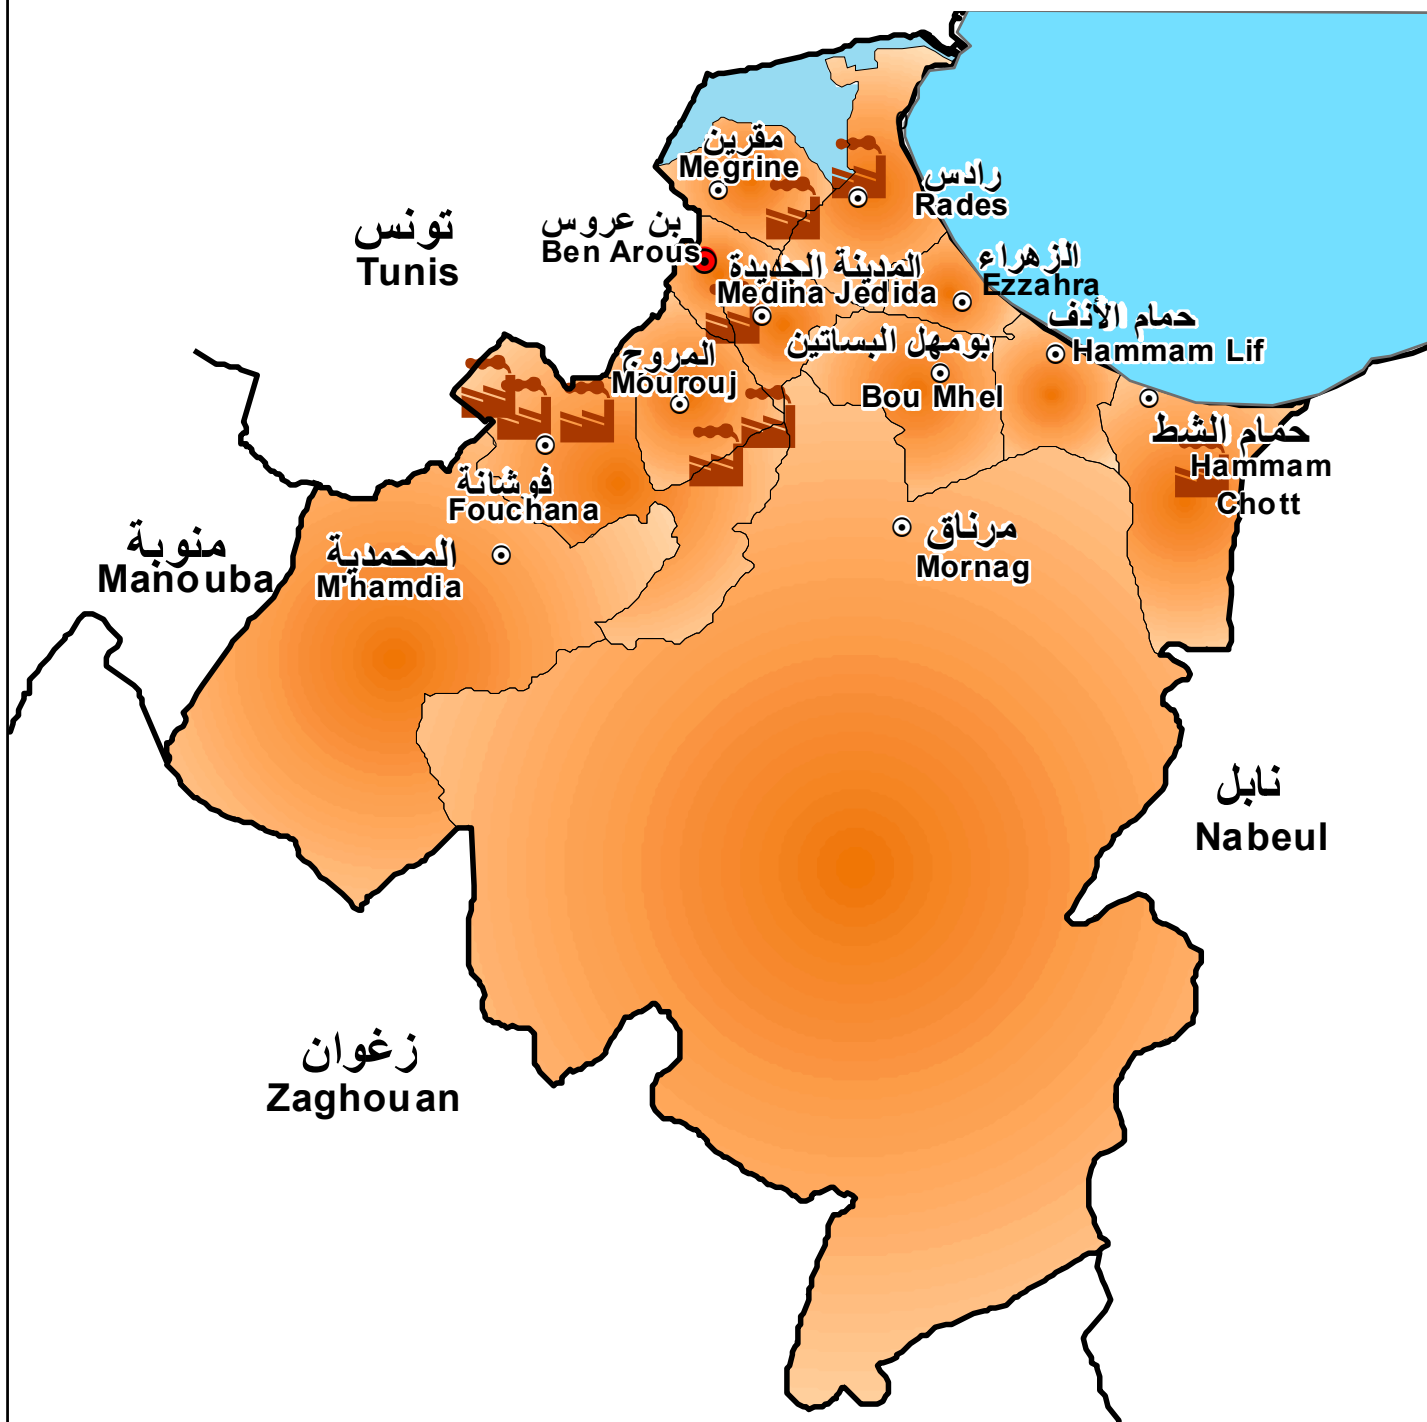 مقرين
Megrine
رادس
Rades
تونس
Tunis
بن عروس
Ben Arous
المدينة الجديدة
Medina Jedida
الزهراء
Ezzahra
حمام الأنف
Hammam Lif
المروج
Mourouj
بومهل البساتين
Bou Mhel
حمام الشط
Hammam
Chott
فوشانة
Fouchana
منوبة
Manouba
المحمدية
M'hamdia
مرناق
Mornag
نابل
Nabeul
زغوان
Zaghouan